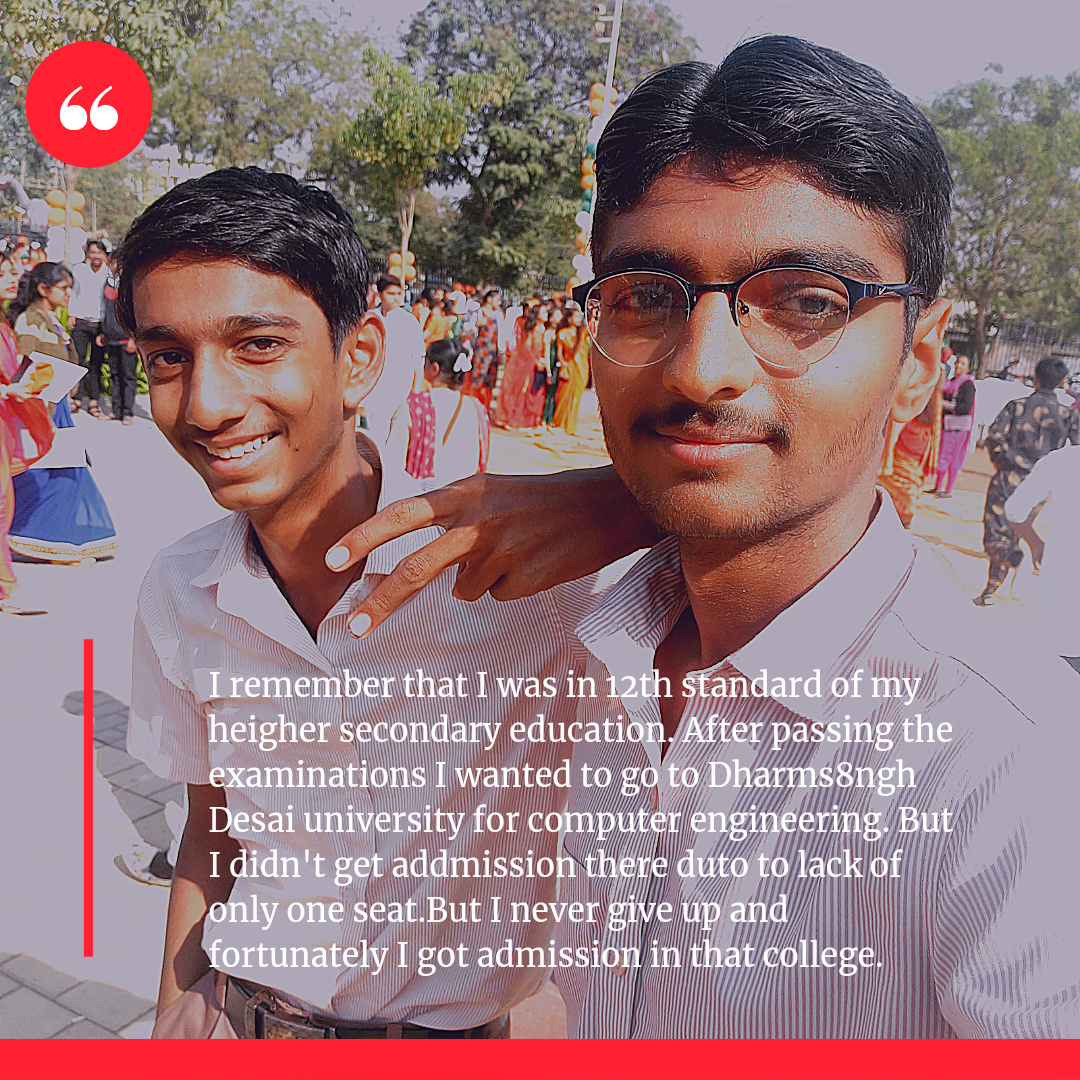 “
I remember that I was in 12th standard of my
heigher secondary education. After passing the
examinations I wanted to go to Dharms8ngh
Desai university for computer engineering. But
I didn't get addmission there duto to lack of
only one seat.But I never give up and
fortunately I got admission in that college.